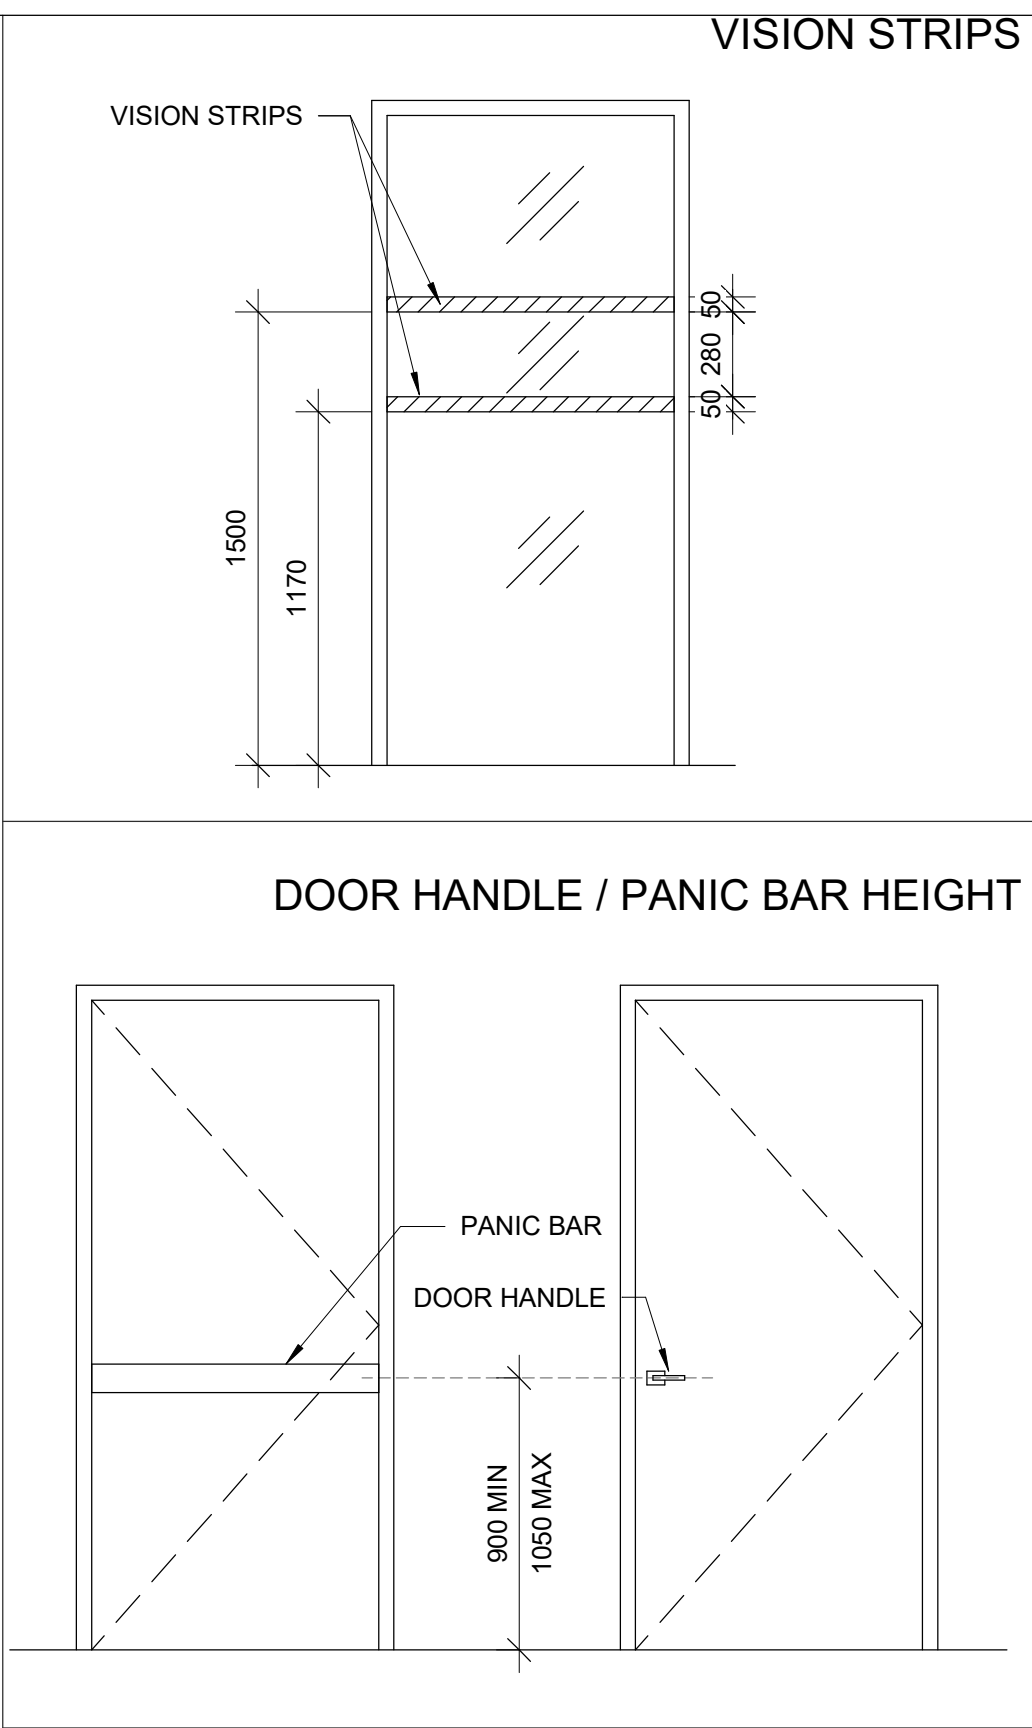 VISION STRIPS
VISION STRIPS
50
280
50
1500
1170
DOOR HANDLE / PANIC BAR HEIGHT
PANIC BAR
DOOR HANDLE
900 MIN
1050 MAX